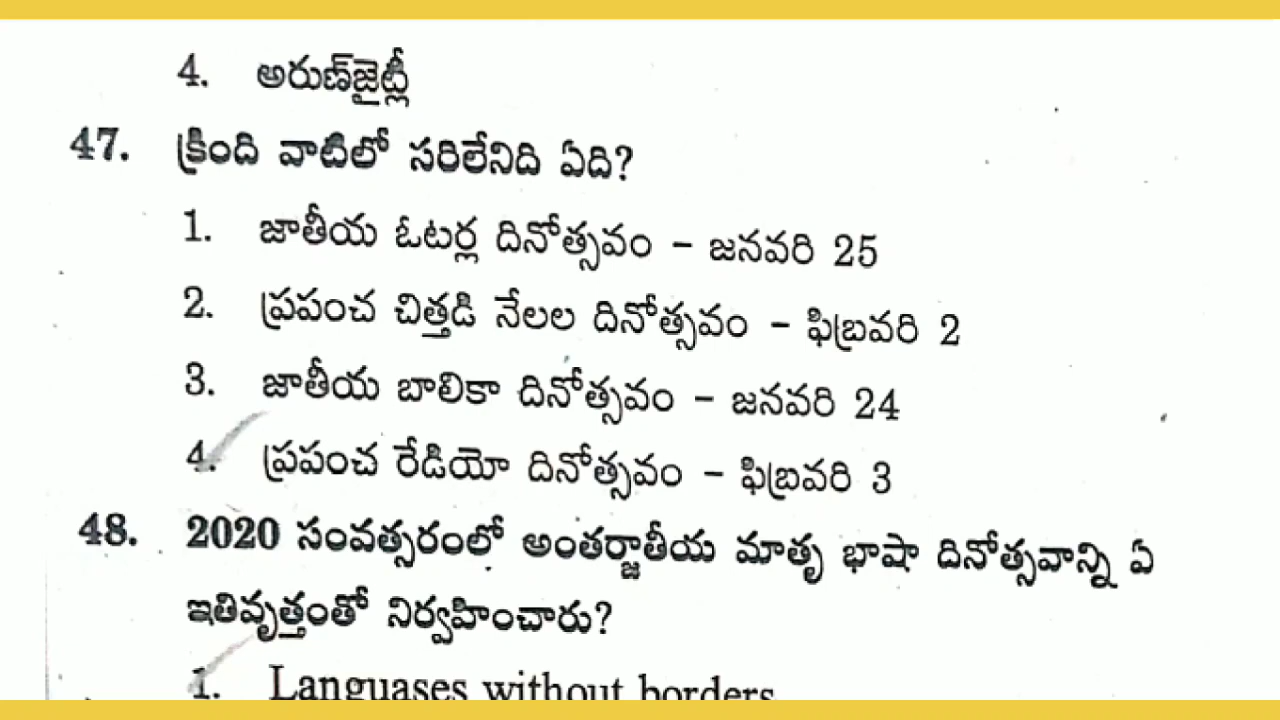 4. అరుణ్‌జైట్లీ
47. క్రింది వాటిలో సరిలేనిది ఏది?
1. జాతీయ ఓటర్ల దినోత్సవం - జనవరి 25
2. ప్రపంచ చిత్తడి నేలల దినోత్సవం - ఫిబ్రవరి 2
3. జాతీయ బాలికా దినోత్సవం - జనవరి 24
4. ప్రపంచ రేడియో దినోత్సవం - ఫిబ్రవరి 3
48. 2020 సంవత్సరంలో అంతర్జాతీయ మాతృ భాషా దినోత్సవాన్ని ఏ
ఇతివృత్తంతో నిర్వహించారు?
1. Languages without borders